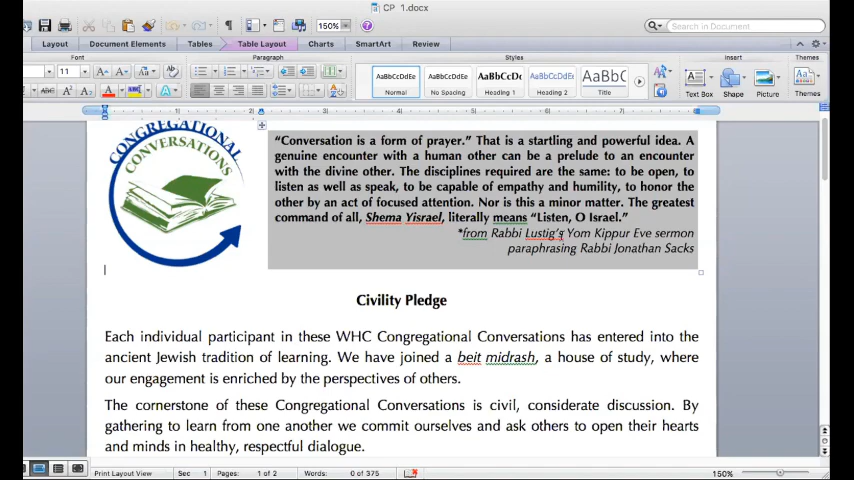 CP 1.docx
150%
Search in Document
Layout
Document Elements
Tables
Table Layout
Charts
SmartArt
Review
Font
Paragraph
Styles
Insert
Themes
11
AaBbCcDdE
Normal
AaBbCcDdE
No Spacing
AaBbCcDc
Heading 1
AaBbCcDdE
Heading 2
AaBbCc
Title
Text Box
Shape
Picture
Themes
CONGREGATIONAL
CONVERSATIONS
“Conversation is a form of prayer.” That is a startling and powerful idea. A
genuine encounter with a human other can be a prelude to an encounter
with the divine other. The disciplines required are the same: to be open, to
listen as well as speak, to be capable of empathy and humility, to honor the
other by an act of focused attention. Nor is this a minor matter. The greatest
command of all, Shema Yisrael, literally means “Listen, O Israel.”
*from Rabbi Lustig’s Yom Kippur Eve sermon
paraphrasing Rabbi Jonathan Sacks
Civility Pledge
Each individual participant in these WHC Congregational Conversations has entered into the
ancient Jewish tradition of learning. We have joined a beit midrash, a house of study, where
our engagement is enriched by the perspectives of others.
The cornerstone of these Congregational Conversations is civil, considerate discussion. By
gathering to learn from one another we commit ourselves and ask others to open their hearts
and minds in healthy, respectful dialogue.
Print Layout View
Sec 1
Pages: 1 of 2
Words: 0 of 375
150%